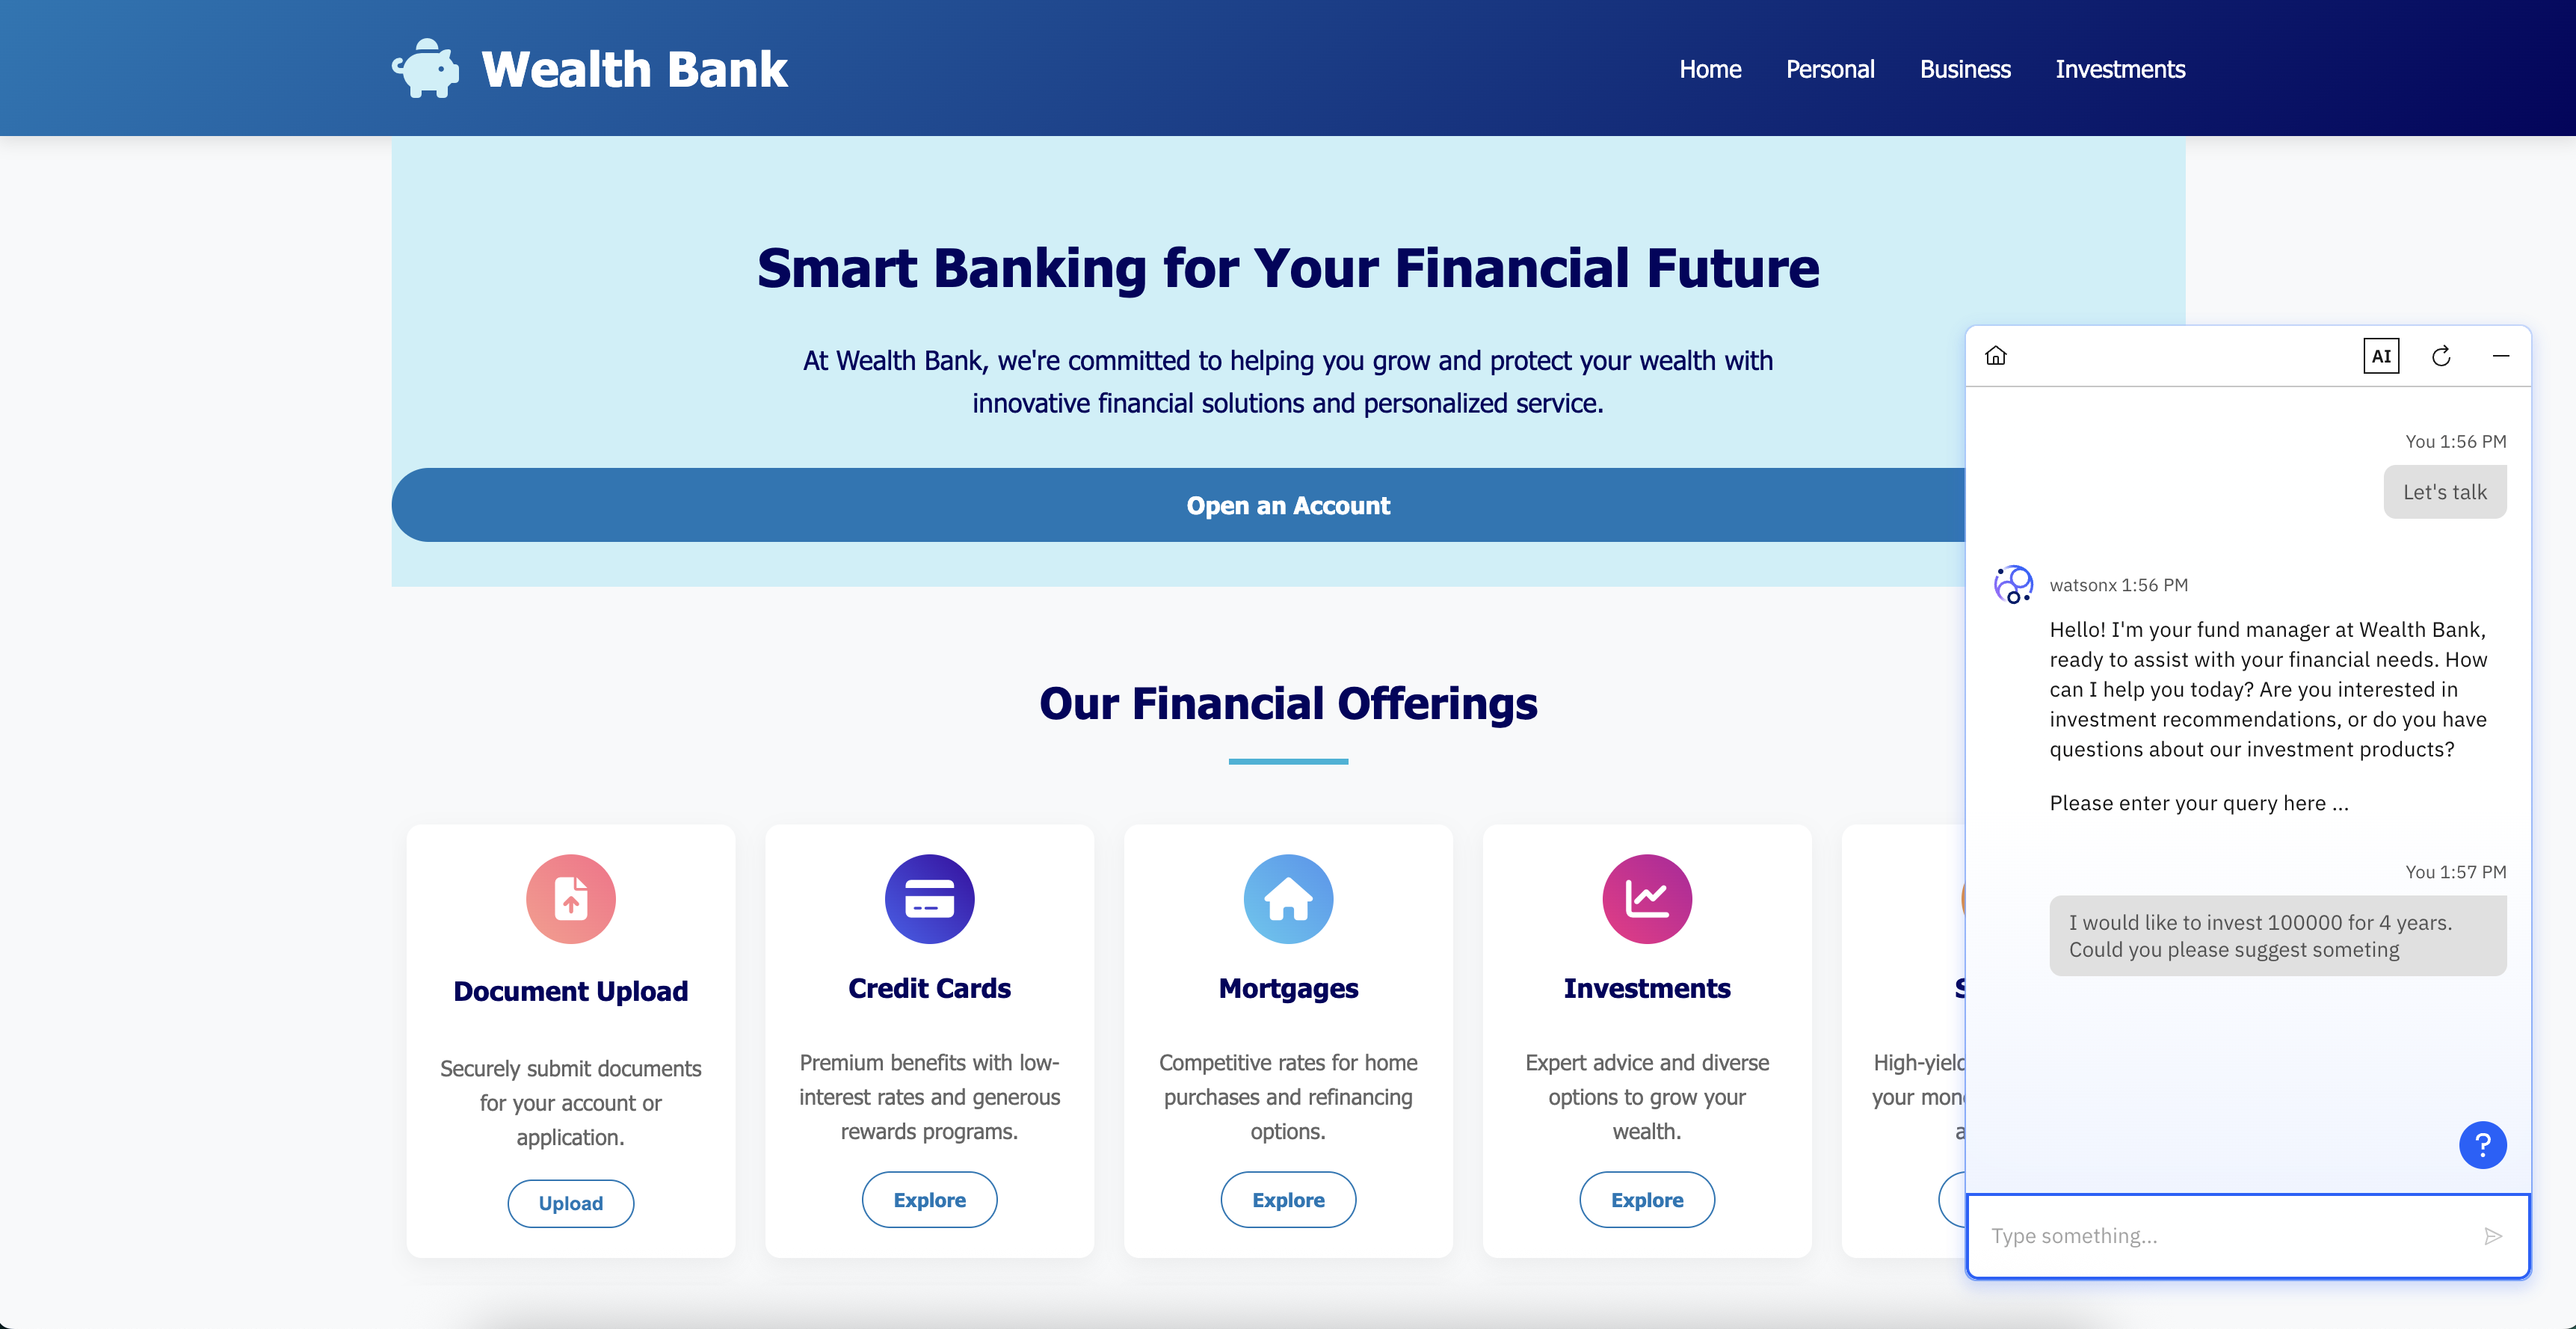 Wealth Bank
Home
Personal
Business
Investments
Smart Banking for Your Financial Future
At Wealth Bank, we're committed to helping you grow and protect your wealth with
innovative financial solutions and personalized service.
Open an Account
Our Financial Offerings
Document Upload
Securely submit documents
for your account or
application.
Upload
Credit Cards
Premium benefits with low-
interest rates and generous
rewards programs.
Explore
Mortgages
Competitive rates for home
purchases and refinancing
options.
Explore
Investments
Expert advice and diverse
options to grow your
wealth.
Explore
High-yield
your
AI
You 1:56 PM
Let's talk
watsonx 1:56 PM
Hello! I'm your fund manager at Wealth Bank,
ready to assist with your financial needs. How
can I help you today? Are you interested in
investment recommendations, or do you have
questions about our investment products?
Please enter your query here ...
You 1:57 PM
I would like to invest 100000 for 4 years.
Could you please suggest someting
?
Type something...